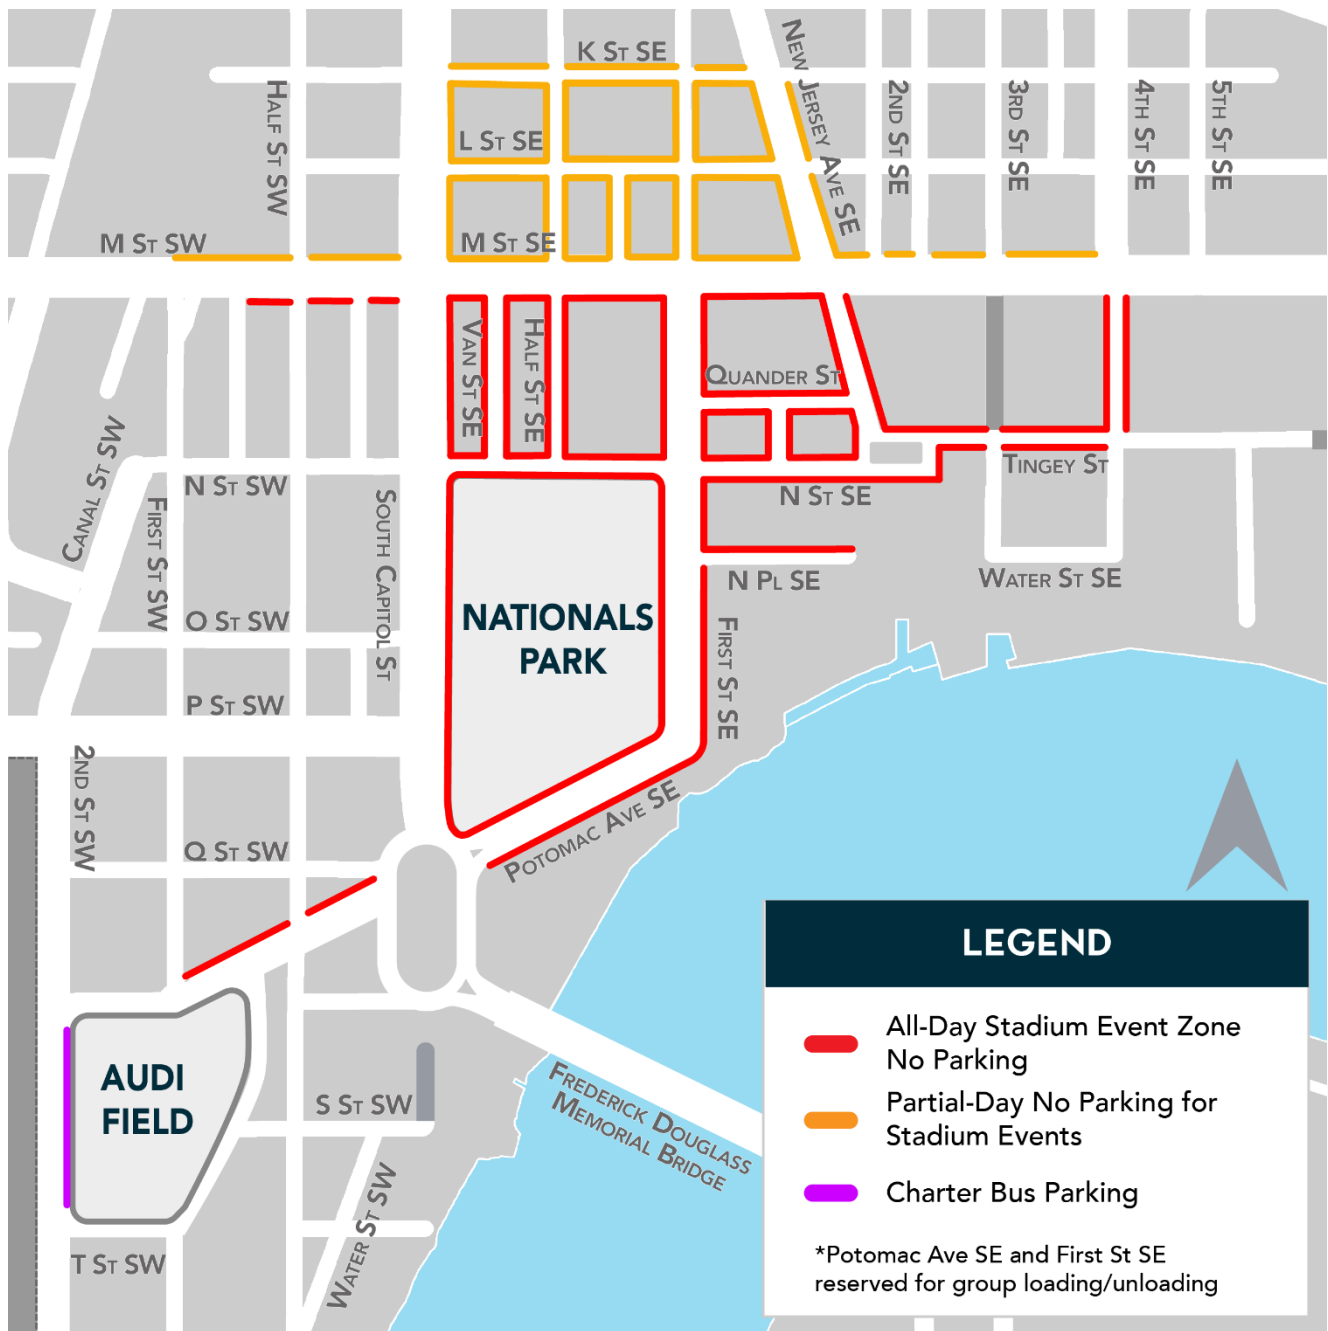 K St SE
New Jersey Ave SE
Half St SW
2nd St SE
3rd St SE
4th St SE
5th St SE
L St SE
M St SW
M St SE
Van St SE
Half St SE
Quander St
Canal St SW
First St SW
N St SW
South Capitol St
N St SE
Tingey St
N Pl SE
Water St SE
O St SW
NATIONALS
PARK
First St SE
P St SW
2nd St SW
Q St SW
Potomac Ave SE
AUDI
FIELD
S St SW
Water St SW
T St SW
Frederick Douglass
Memorial Bridge
LEGEND
All-Day Stadium Event Zone
No Parking
Partial-Day No Parking for
Stadium Events
Charter Bus Parking
*Potomac Ave SE and First St SE
reserved for group loading/unloading